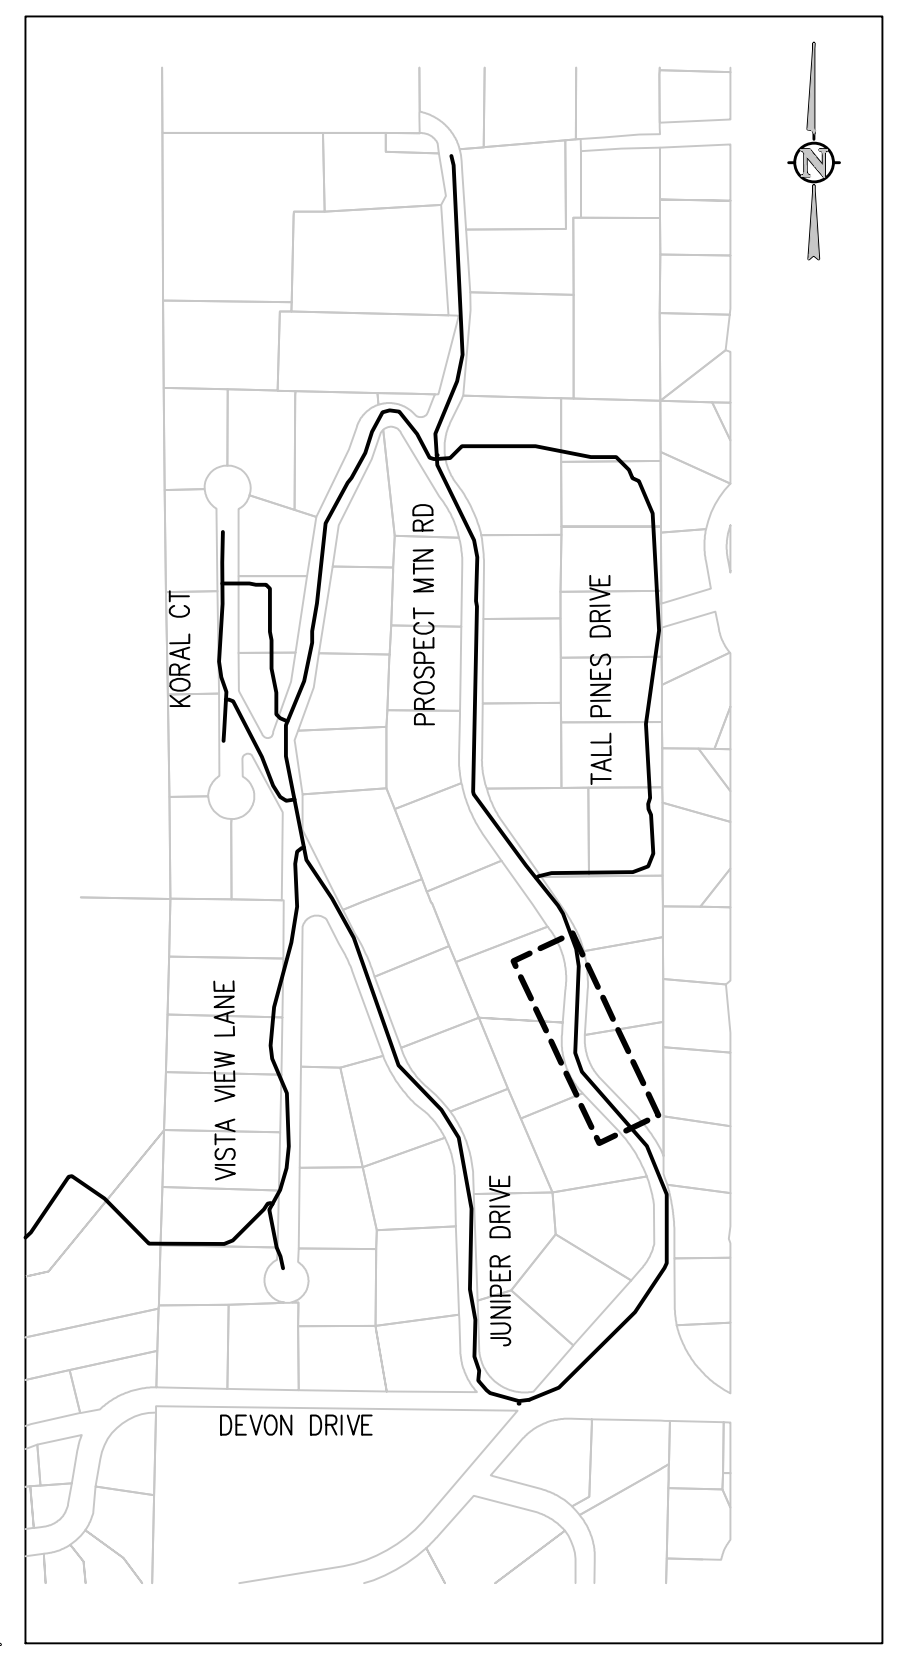 N
PROSPECT MTN RD
KORAL CT
TALL PINES DRIVE
VISTA VIEW LANE
JUNIPER DRIVE
DEVON DRIVE